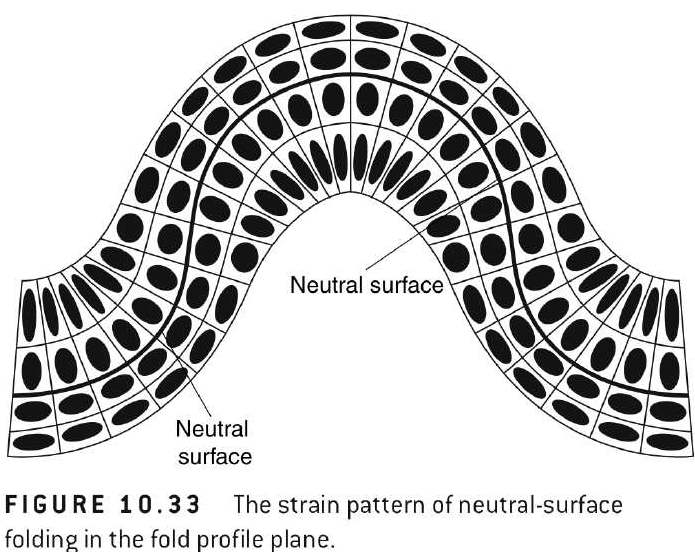 Neutral surface
Neutral
surface
FIGURE 10.33 The strain pattern of neutral-surface
folding in the fold profile plane.